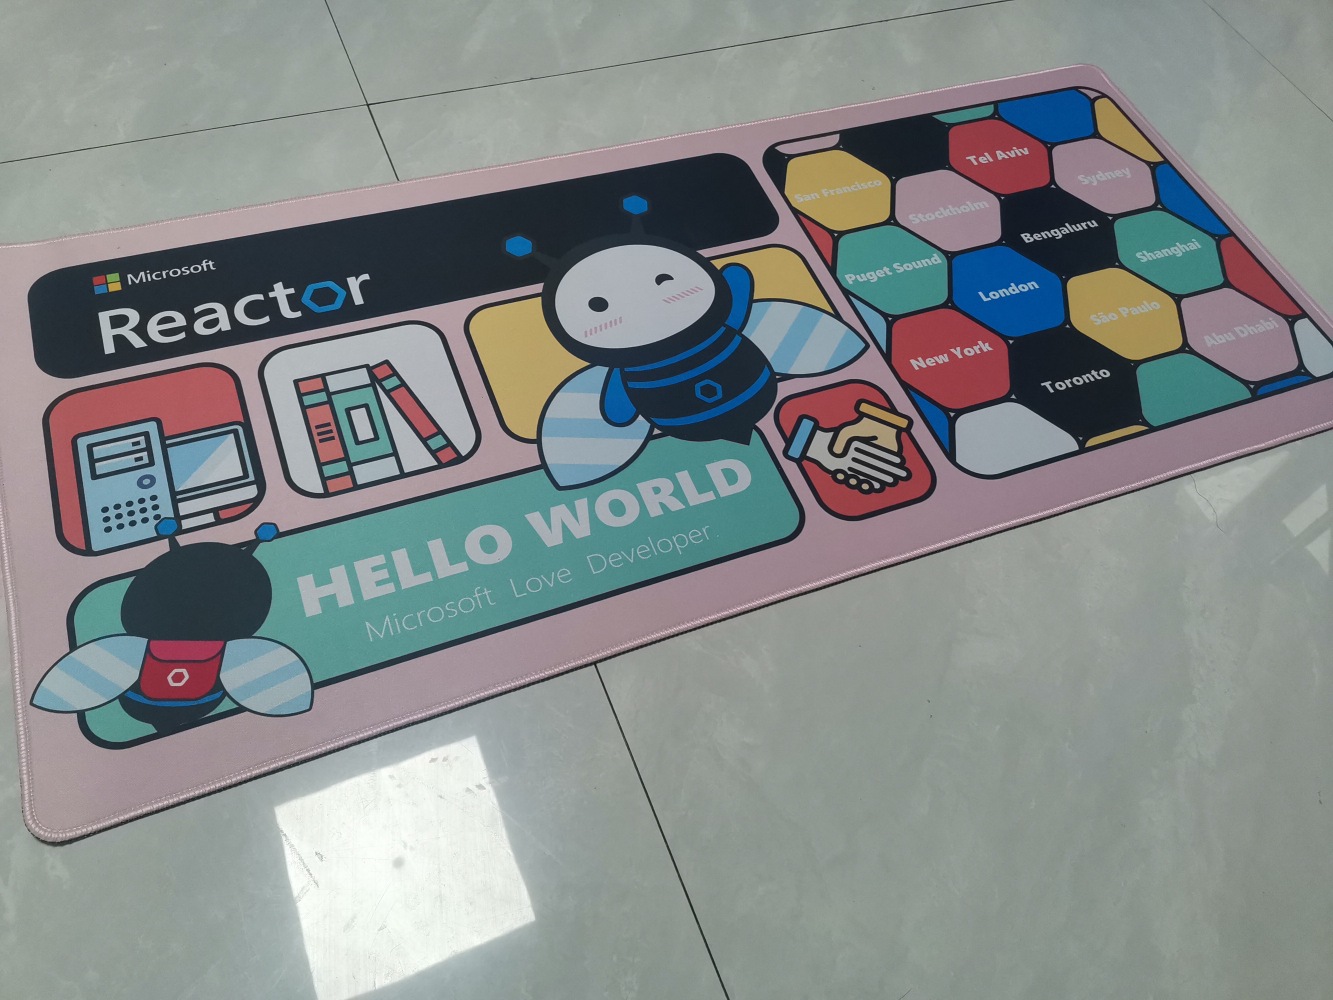 Microsoft
Reactor
HELLO WORLD
Microsoft Love Developer.
San Francisco
Tel Aviv
Stockholm
Sydney
Puget Sound
Bengaluru
London
Shanghai
New York
São Paulo
Toronto
Abu Dhabi